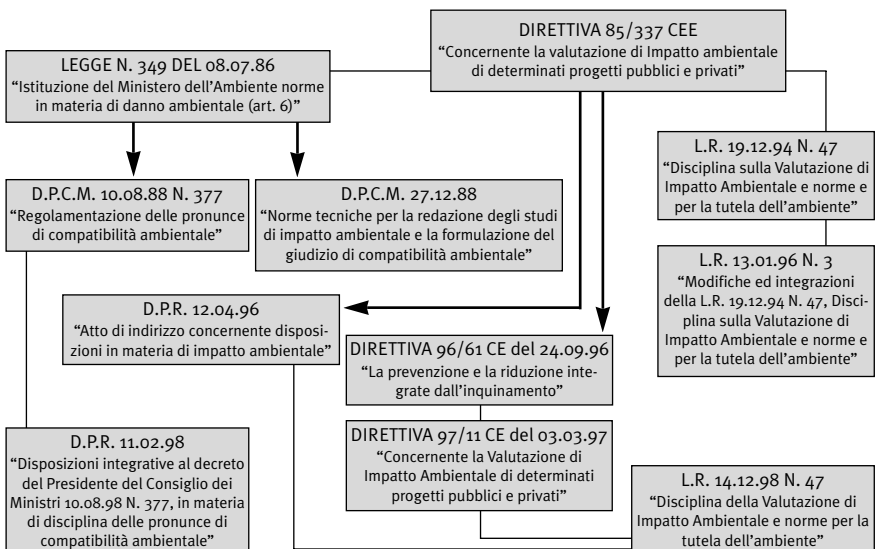 DIRETTIVA 85/337 CEE
“Concernente la valutazione di Impatto ambientale
di determinati progetti pubblici e privati”
LEGGE N. 349 DEL 08.07.86
“Istituzione del Ministero dell’Ambiente norme
in materia di danno ambientale (art. 6)”
L.R. 19.12.94 N. 47
“Disciplina sulla Valutazione di
Impatto Ambientale e norme e
per la tutela dell’ambiente”
D.P.C.M. 10.08.88 N. 377
“Regolamentazione delle pronunce
di compatibilità ambientale”
D.P.C.M. 27.12.88
“Norme tecniche per la redazione degli studi
di impatto ambientale e la formulazione del
giudizio di compatibilità ambientale”
L.R. 13.01.96 N. 3
“Modifiche ed integrazioni
della L.R. 19.12.94 N. 47, Disci-
plina sulla Valutazione di
Impatto Ambientale e norme e
per la tutela dell’ambiente”
D.P.R. 12.04.96
“Atto di indirizzo concernente disposi-
zioni in materia di impatto ambientale”
DIRETTIVA 96/61 CE del 24.09.96
“La prevenzione e la riduzione inte-
grate dall’inquinamento”
DIRETTIVA 97/11 CE del 03.03.97
“Concernente la Valutazione di
Impatto Ambientale di determinati
progetti pubblici e privati”
D.P.R. 11.02.98
“Disposizioni integrative al decreto
del Presidente del Consiglio dei
Ministri 10.08.98 N. 377, in materia
di disciplina delle pronunce di
compatibilità ambientale”
L.R. 14.12.98 N. 47
“Disciplina della Valutazione di
Impatto Ambientale e norme per la
tutela dell’ambiente”